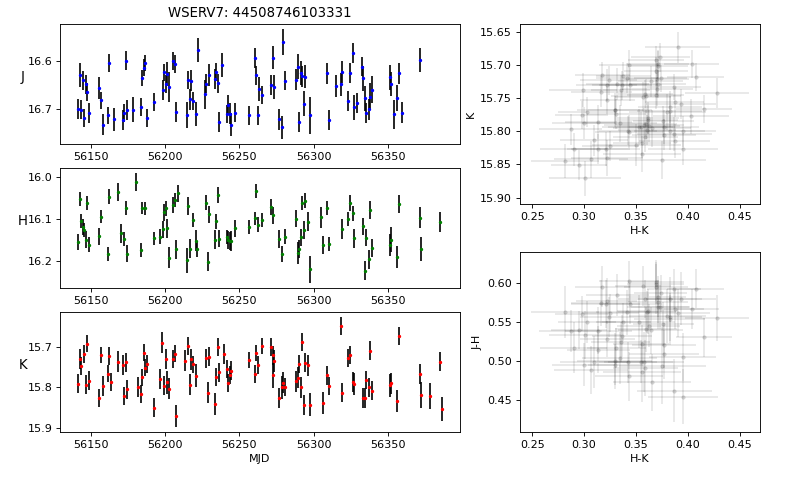 WSERV7: 44508746103331
J
16.6
16.7
56150 56200 56250 56300 56350
H
16.0
16.1
16.2
56150 56200 56250 56300 56350
K
15.7
15.8
15.9
56150 56200 56250 56300 56350
MJD
K
15.65
15.70
15.75
15.80
15.85
15.90
0.25 0.30 0.35 0.40 0.45
H-K
J-H
0.60
0.55
0.50
0.45
0.25 0.30 0.35 0.40 0.45
H-K